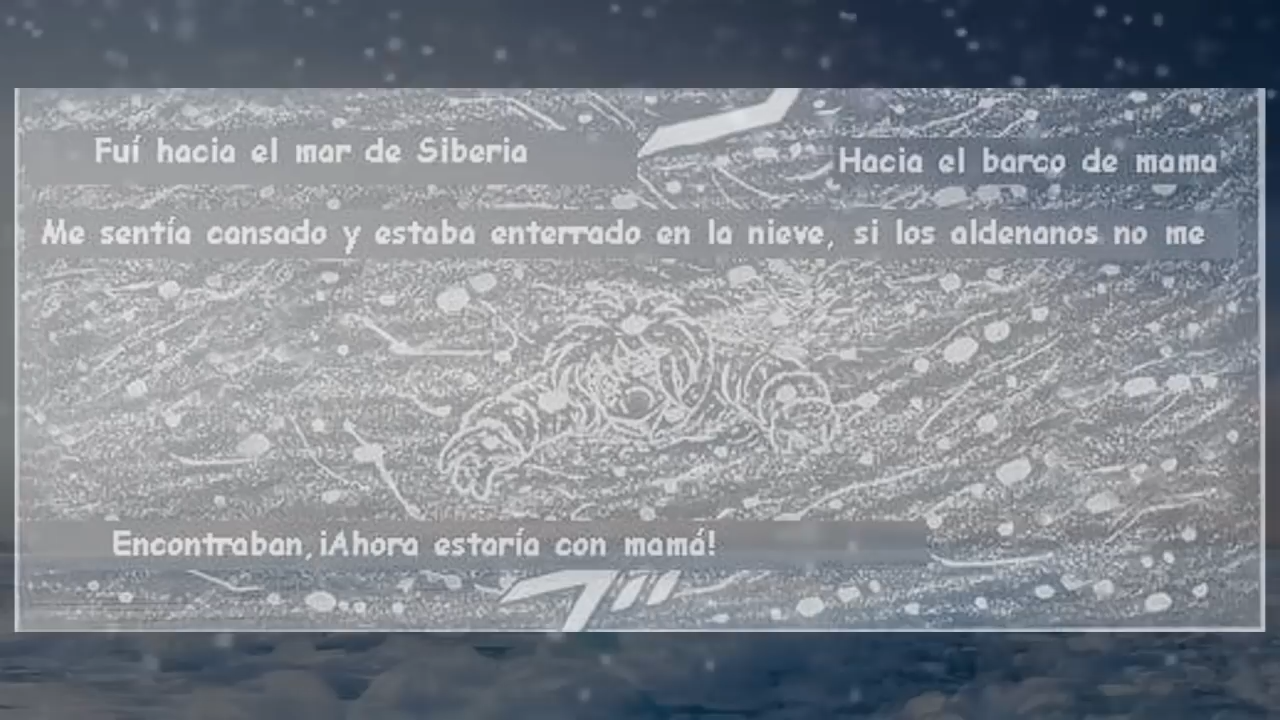 Fuí hacia el mar de Siberia
Hacia el barco de mama
Me sentía cansado y estaba enterrado en la nieve, si los aldenanos no me
Encontraban,¡Ahora estaría con mamá!